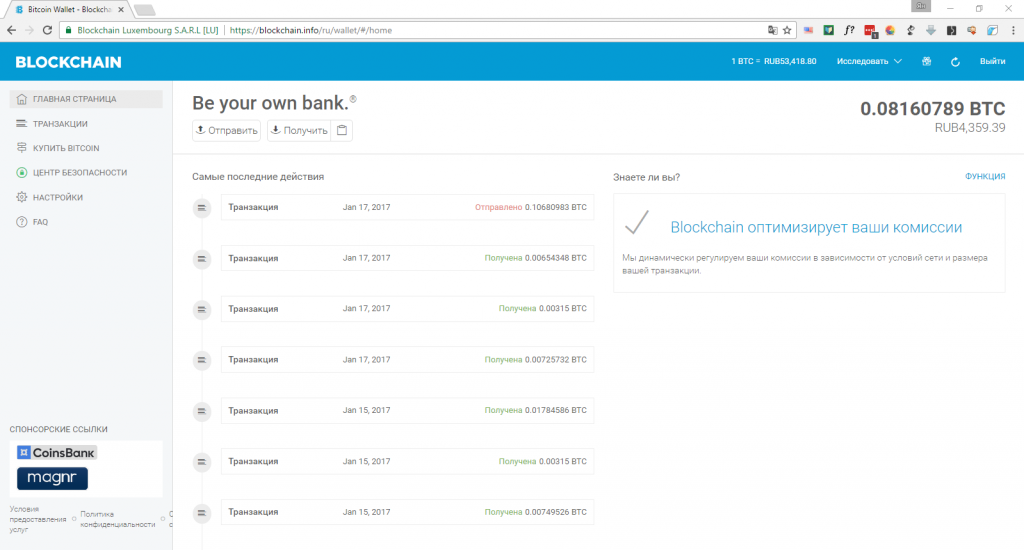 Bitcoin Wallet - Blockcha
Blockchain Luxembourg S.A.R.L [LU] | https://blockchain.info/ru/wallet/#/home
BLOCKCHAIN
1 BTC = RUB53,418.80 Исследовать Выйти
ГЛАВНАЯ СТРАНИЦА
ТРАНЗАКЦИИ
КУПИТЬ BITCOIN
ЦЕНТР БЕЗОПАСНОСТИ
НАСТРОЙКИ
FAQ
СПОНСОРСКИЕ ССЫЛКИ
CoinsBank
magnr
Условия предоставления услуг
Политика конфиденциальности
Be your own bank.®
Отправить Получить
0.08160789 BTC
RUB4,359.39
Самые последние действия
Транзакция Jan 17, 2017 Отправлено 0.10680983 BTC
Транзакция Jan 17, 2017 Получена 0.00654348 BTC
Транзакция Jan 17, 2017 Получена 0.00315 BTC
Транзакция Jan 17, 2017 Получена 0.00725732 BTC
Транзакция Jan 15, 2017 Получена 0.01784586 BTC
Транзакция Jan 15, 2017 Получена 0.00315 BTC
Транзакция Jan 15, 2017 Получена 0.00749526 BTC
Знаете ли вы? ФУНКЦИЯ
Blockchain оптимизирует ваши комиссии
Мы динамически регулируем ваши комиссии в зависимости от условий сети и размера
вашей транзакции.